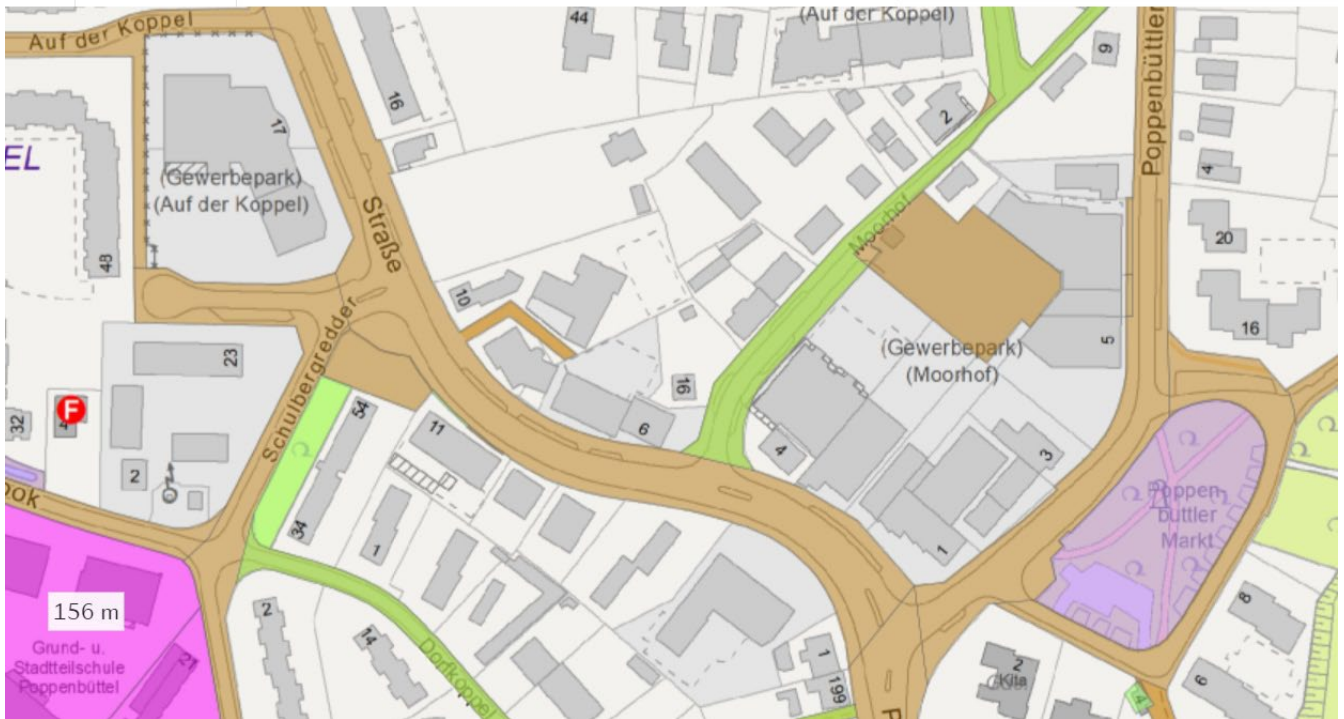 Auf der Koppel
44
(Auf der Koppel)
Poppenbüttler
9
16
2
17
EL
(Gewerbepark)
(Auf der Koppel)
4
Straße
Moorhof
20
48
10
16
5
(Gewerbepark)
(Moorhof)
Schulbergredder
23
16
F
4
32
54
11
6
4
3
2
Poppen-
büttler
Markt
ook
34
1
1
156 m
2
14
8
Grund- u.
Stadtteilschule
Poppenbüttel
21
Dorfkoppel
1
199
2
Kita
6
4
P